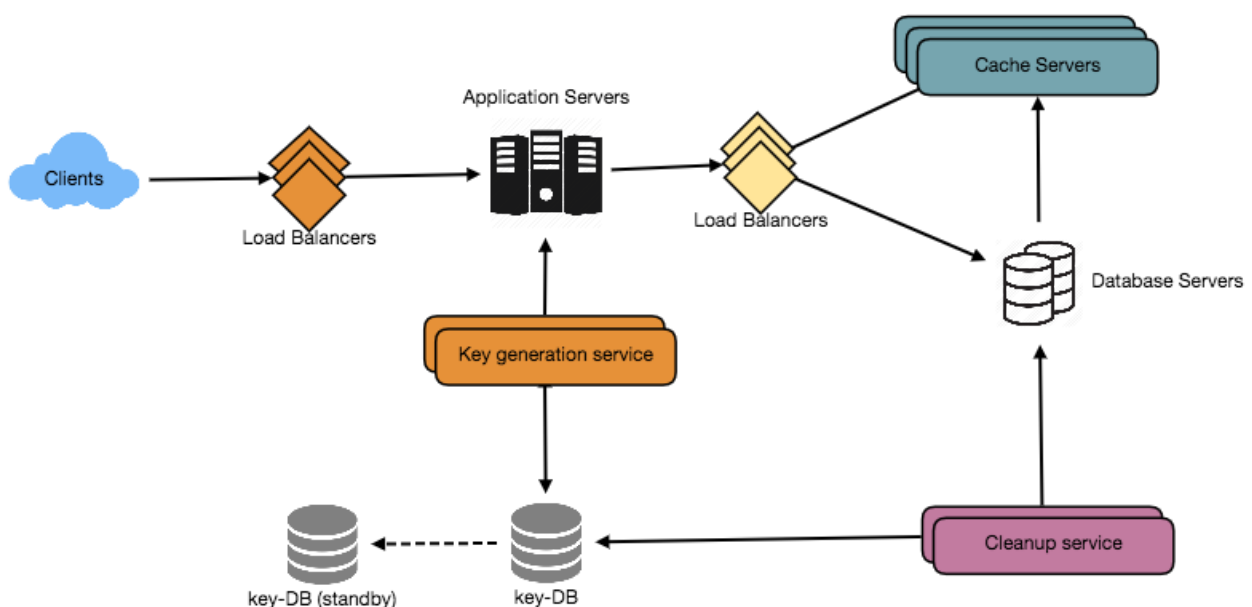 Cache Servers
Application Servers
Clients
Load Balancers
Load Balancers
Database Servers
Key generation service
Cleanup service
key-DB (standby)
key-DB